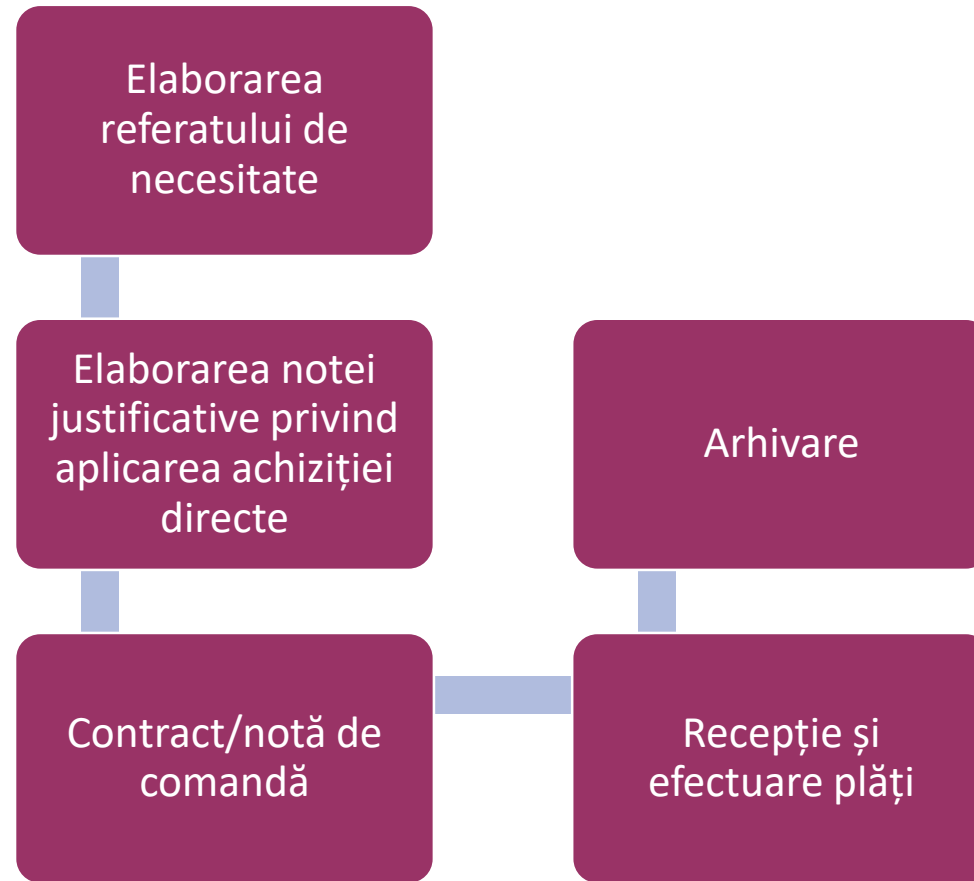 Elaborarea
referatului de
necesitate
Elaborarea notei
justificative privind
aplicarea achiziției
directe
Contract/notă de
comandă
Recepție și
efectuare plăți
Arhivare